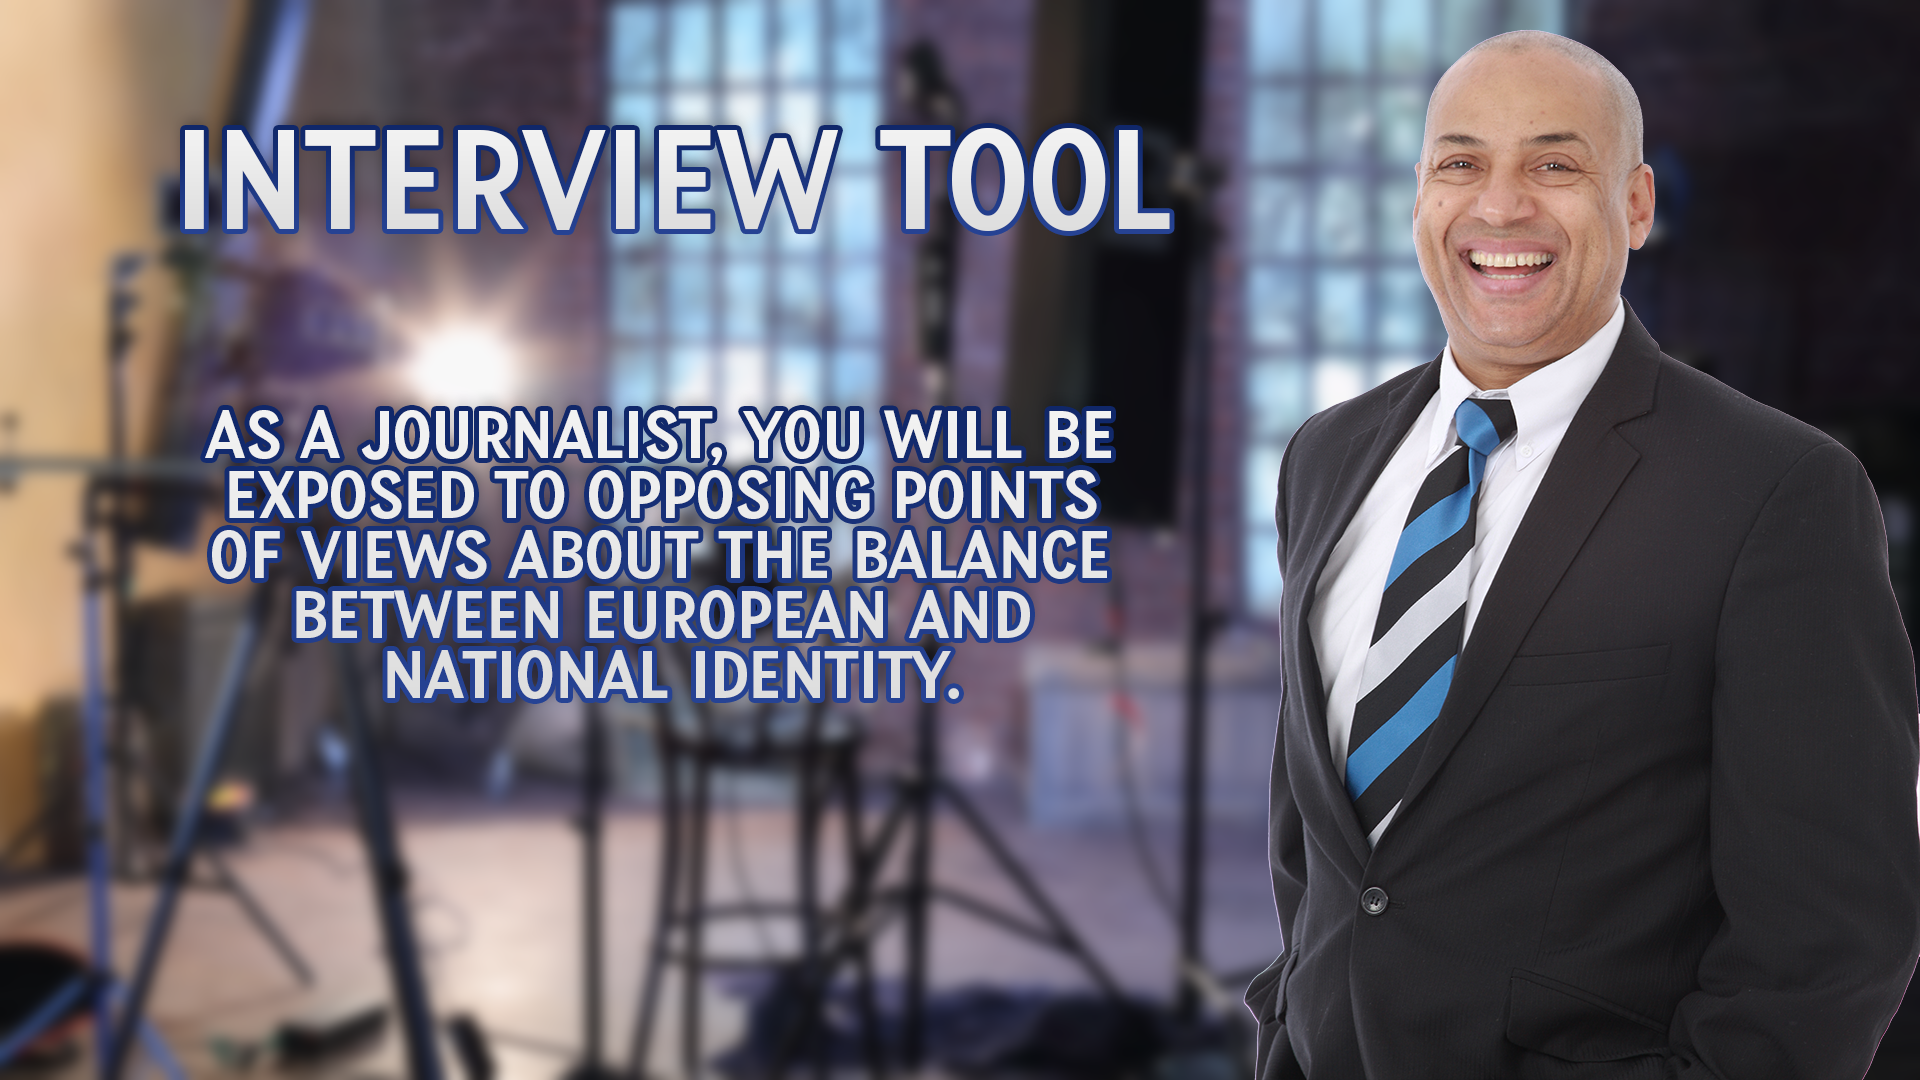 INTERVIEW TOOL
AS A JOURNALIST, YOU WILL BE
EXPOSED TO OPPOSING POINTS
OF VIEWS ABOUT THE BALANCE
BETWEEN EUROPEAN AND
NATIONAL IDENTITY.